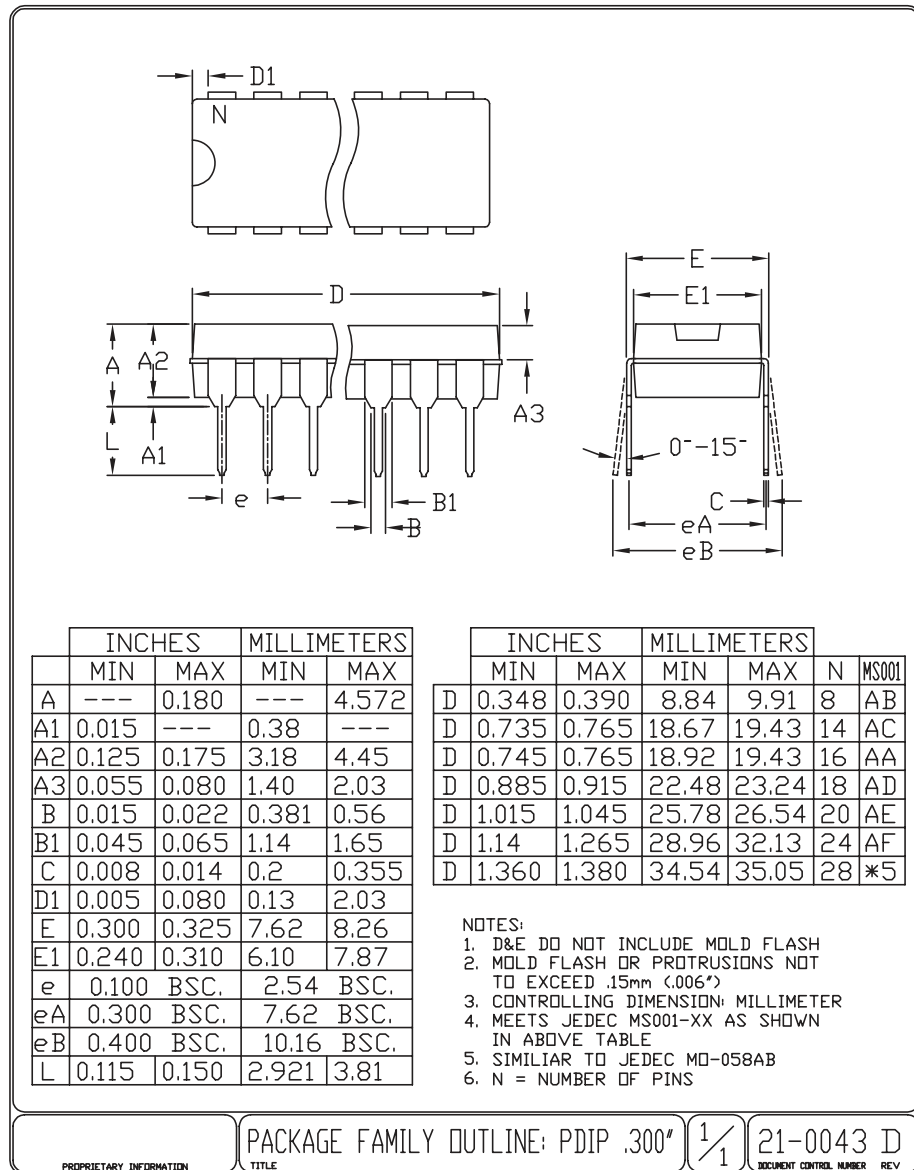 D1
N
E
E1
D
A
A2
A3
L
A1
0°-15°
e
B1
B
C
eA
eB
INCHES MILLIMETERS
MIN MAX MIN MAX
A --- 0.180 --- 4.572
A1 0.015 --- 0.38 ---
A2 0.125 0.175 3.18 4.45
A3 0.055 0.080 1.40 2.03
B 0.015 0.022 0.381 0.56
B1 0.045 0.065 1.14 1.65
C 0.008 0.014 0.2 0.355
D1 0.005 0.080 0.13 2.03
E 0.300 0.325 7.62 8.26
E1 0.240 0.310 6.10 7.87
e 0.100 BSC. 2.54 BSC.
eA 0.300 BSC. 7.62 BSC.
eB 0.400 BSC. 10.16 BSC.
L 0.115 0.150 2.921 3.81
INCHES MILLIMETERS
MIN MAX MIN MAX N MS001
D 0.348 0.390 8.84 9.91 8 AB
D 0.735 0.765 18.67 19.43 14 AC
D 0.745 0.765 18.92 19.43 16 AA
D 0.885 0.915 22.48 23.24 18 AD
D 1.015 1.045 25.78 26.54 20 AE
D 1.14 1.265 28.96 32.13 24 AF
D 1.360 1.380 34.54 35.05 28 *5
NOTES:
1. D&E DO NOT INCLUDE MOLD FLASH
2. MOLD FLASH OR PROTRUSIONS NOT
TO EXCEED .15mm (.006")
3. CONTROLLING DIMENSION: MILLIMETER
4. MEETS JEDEC MS001-XX AS SHOWN
IN ABOVE TABLE
5. SIMILIAR TO JEDEC MO-058AB
6. N = NUMBER OF PINS
PROPRIETARY INFORMATION
PACKAGE FAMILY OUTLINE: PDIP .300"
TITLE
1/1
21-0043 D
DOCUMENT CONTROL NUMBER REV